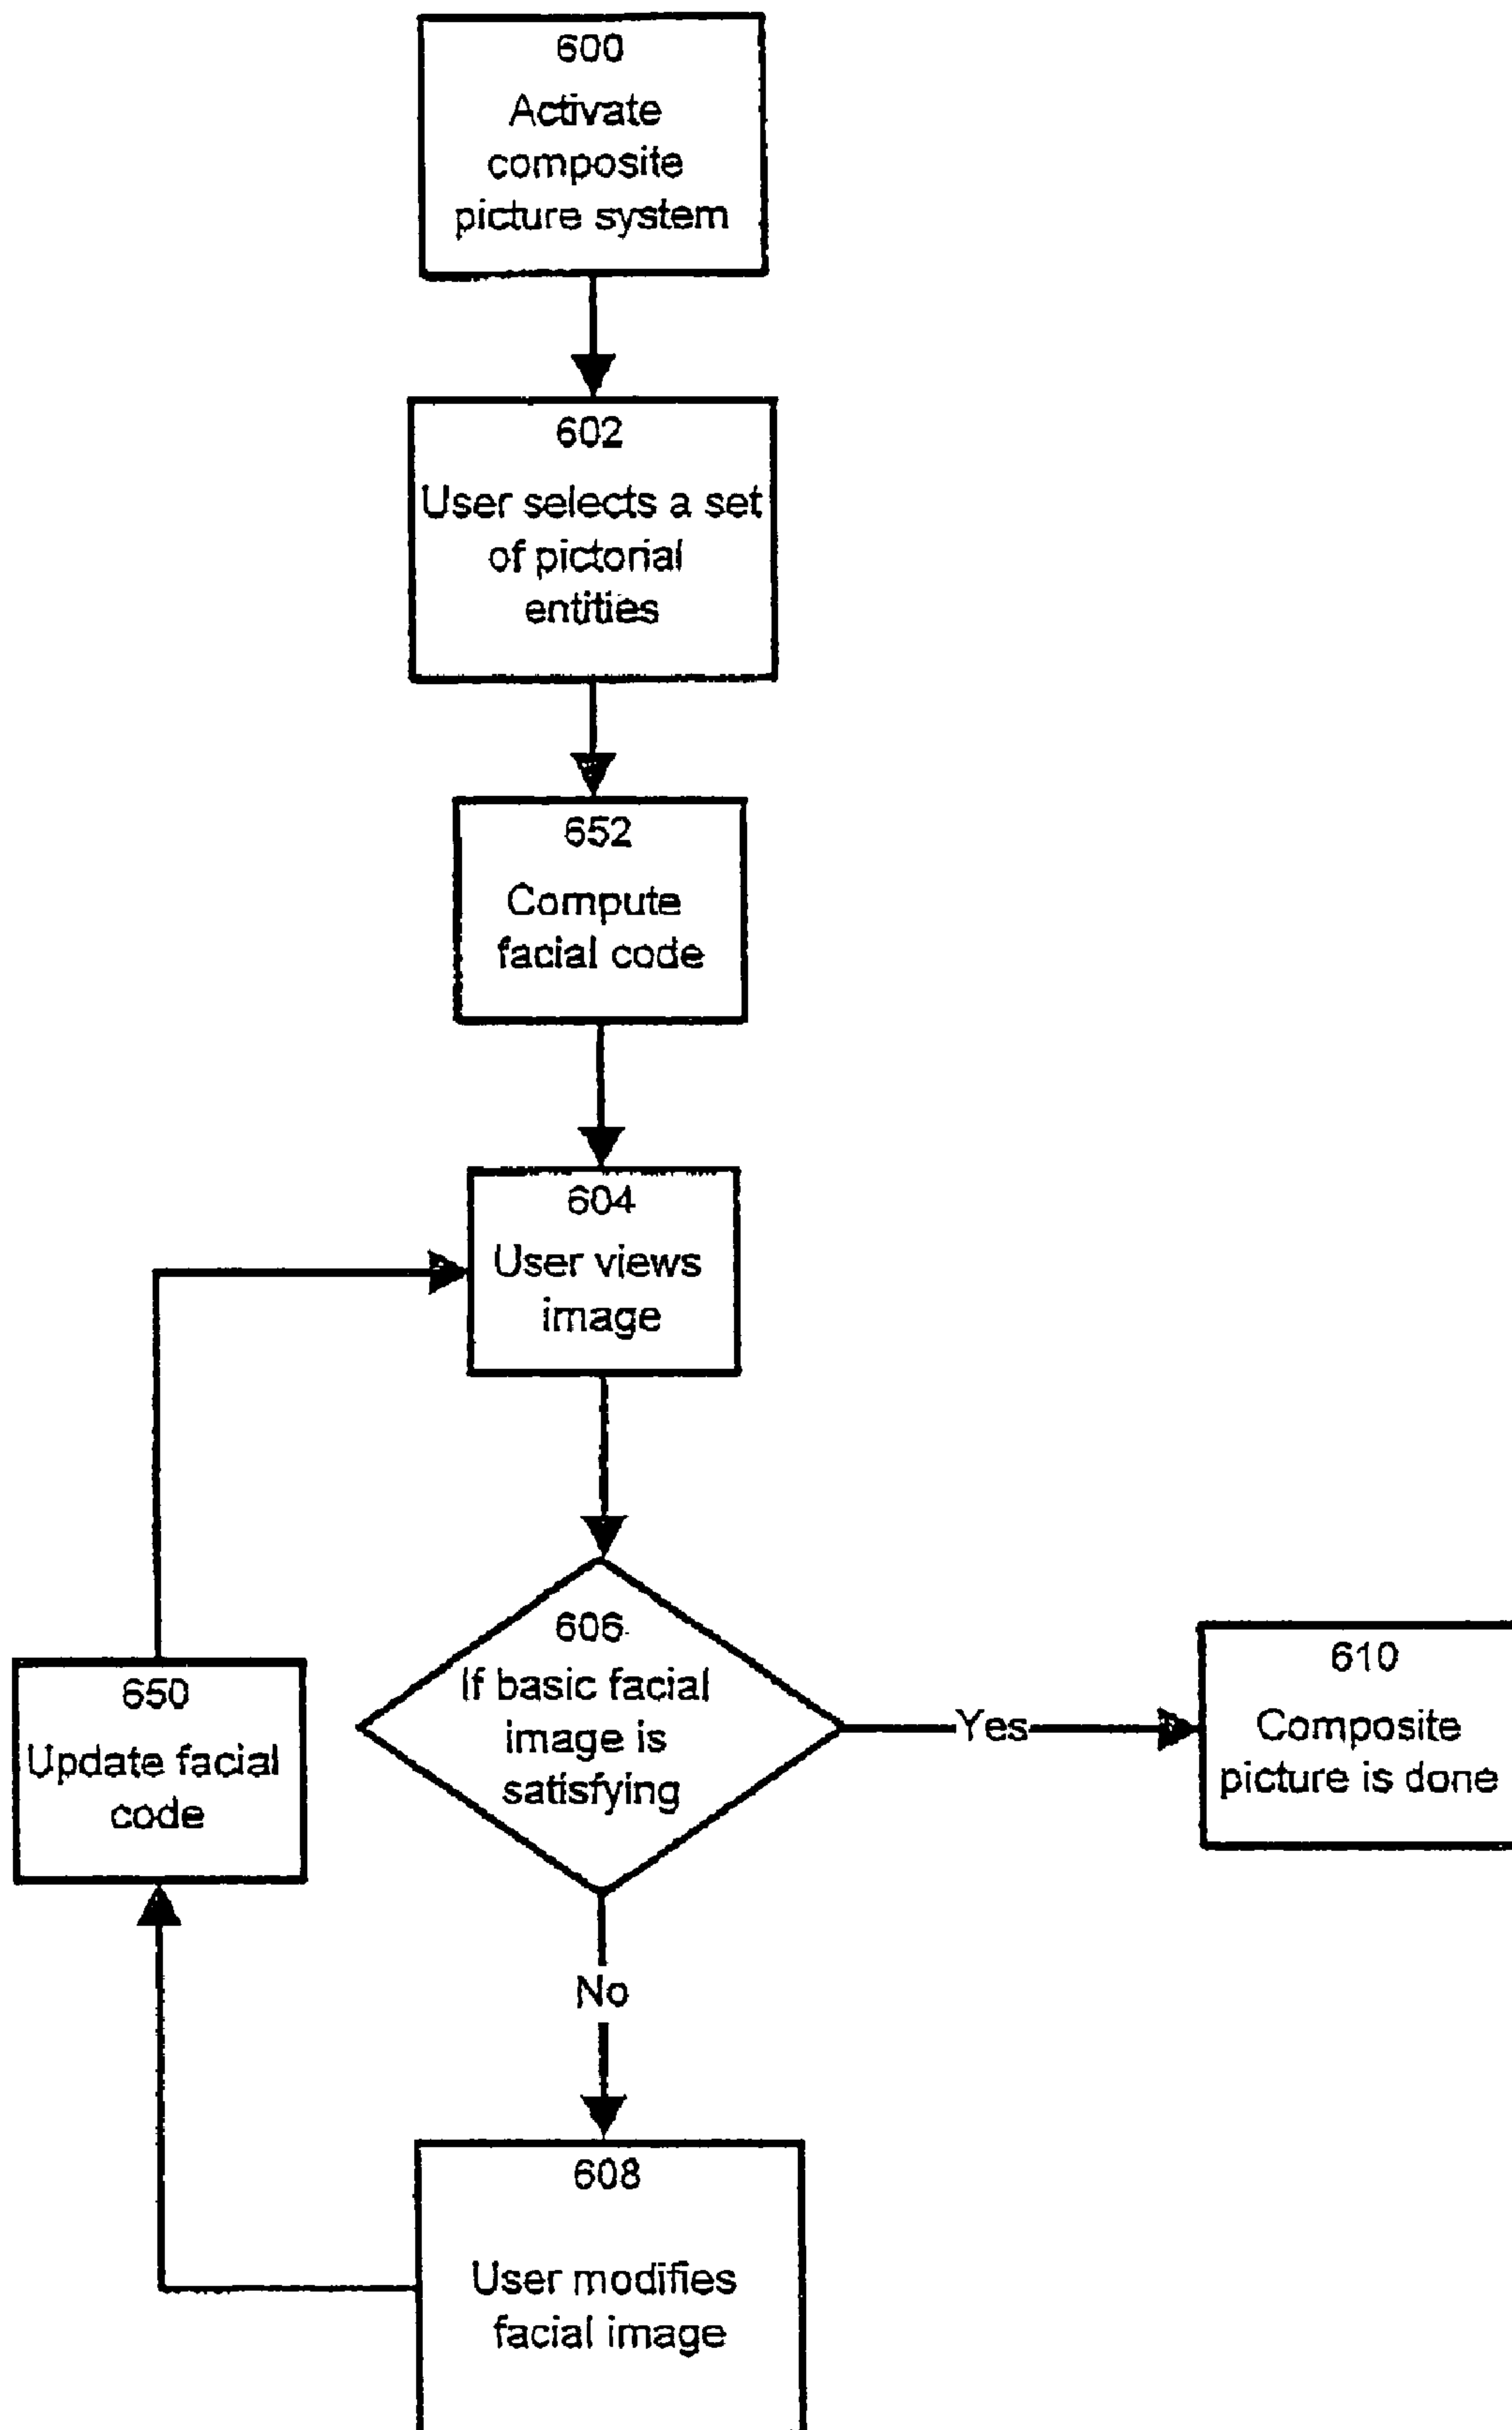 600
Activate
composite
picture system
602
User selects a set
of pictorial
entities
652
Compute
facial code
604
User views
image
606
If basic facial
image is
satisfying
Yes
610
Composite
picture is done
650
Update facial
code
No
608
User modifies
facial image